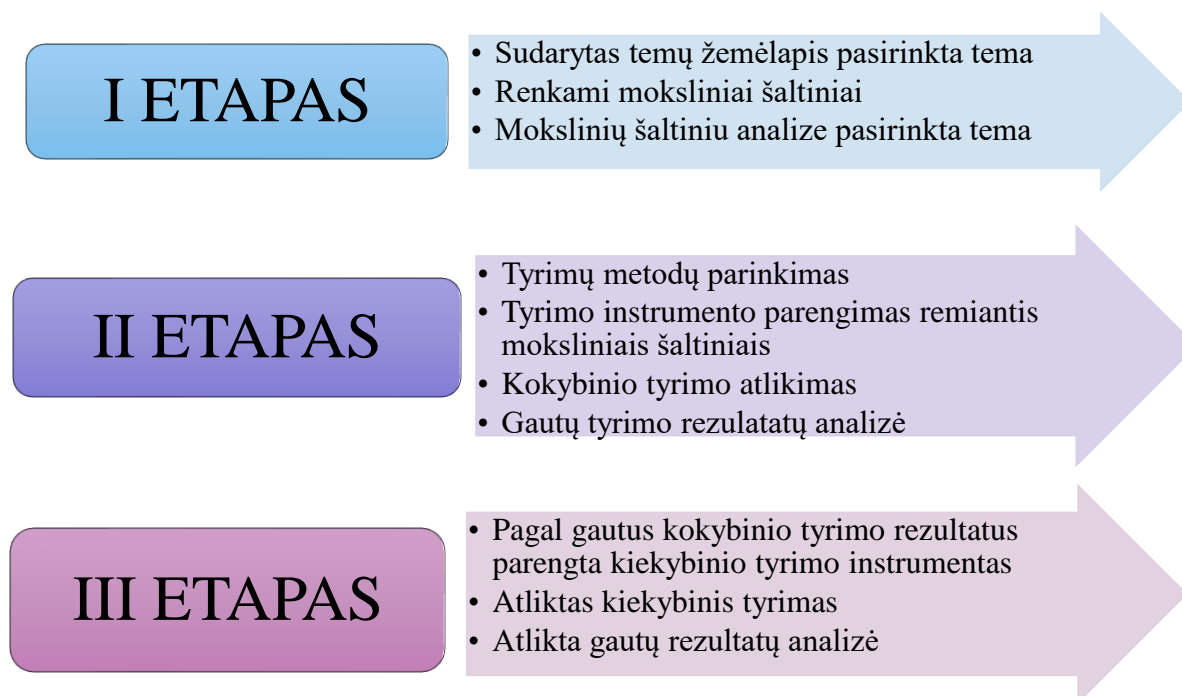 I ETAPAS
• Sudarytas temų žemėlapis pasirinkta tema
• Renkami moksliniai šaltiniai
• Mokslinių šaltiniu analize pasirinkta tema
II ETAPAS
• Tyrimų metodų parinkimas
• Tyrimo instrumento parengimas remiantis
moksliniais šaltiniais
• Kokybinio tyrimo atlikimas
• Gautų tyrimo rezulatatų analizė
III ETAPAS
• Pagal gautus kokybinio tyrimo rezultatus
parengta kiekybinio tyrimo instrumentas
• Atliktas kiekybinis tyrimas
• Atlikta gautų rezultatų analizė